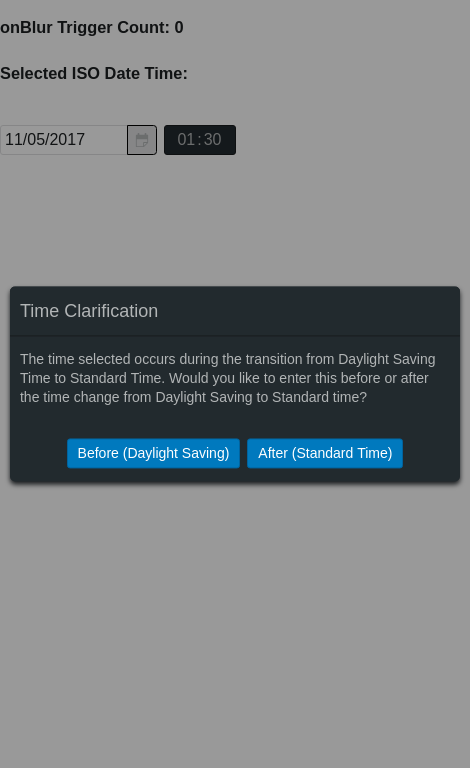 onBlur Trigger Count: 0
Selected ISO Date Time:
11/05/2017 01:30
Time Clarification
The time selected occurs during the transition from Daylight Saving
Time to Standard Time. Would you like to enter this before or after
the time change from Daylight Saving to Standard time?
Before (Daylight Saving) After (Standard Time)